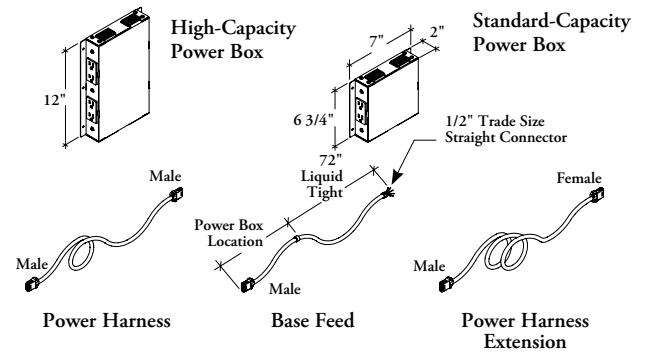 High-Capacity
Power Box
12"
Standard-Capacity
Power Box
7"
2"
6 3/4"
1/2" Trade Size
Straight Connector
72"
Liquid
Tight
Power Box
Location
Male
Male
Male
Female
Male
Power Harness
Base Feed
Power Harness
Extension